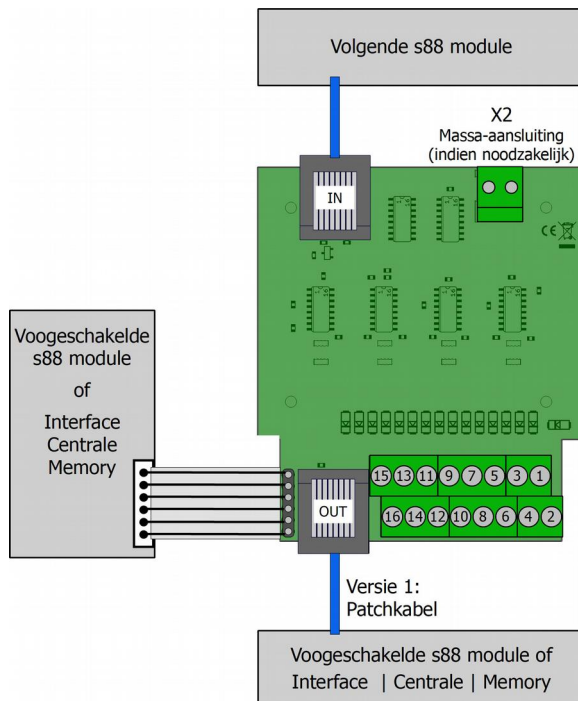 Volgende s88 module
X2
Massa-aansluiting
(indien noodzakelijk)
IN
CE
Voogeschakelde
s88 module
of
Interface
Centrale
Memory
15 13 11 9 7 5 3 1
16 14 12 10 8 6 4 2
OUT
Versie 1:
Patchkabel
Voogeschakelde s88 module of
Interface | Centrale | Memory